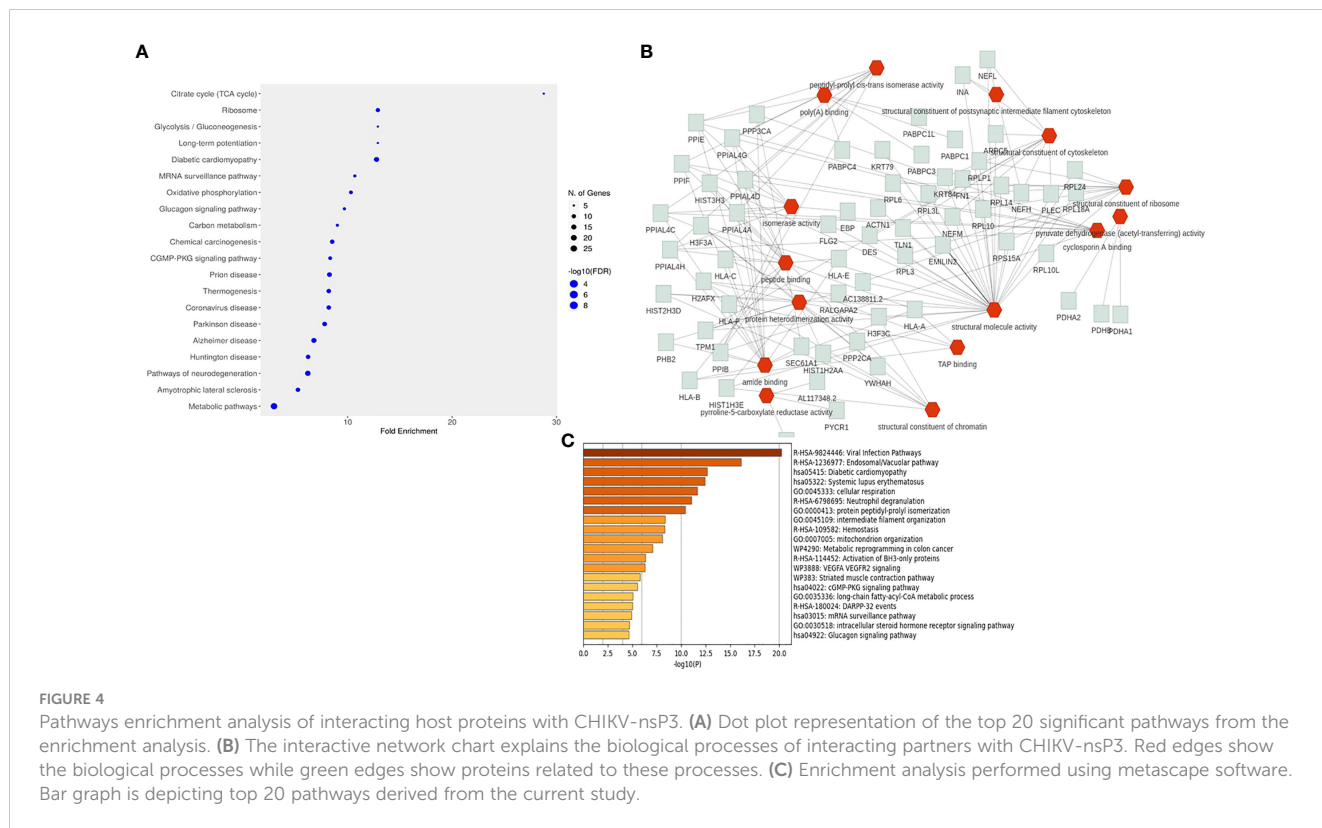 A
Citrate cycle (TCA cycle)
Ribosome
Glycolysis / Gluconeogenesis
Long-term potentiation
Diabetic cardiomyopathy
MRNA surveillance pathway
Oxidative phosphorylation
Glucagon signaling pathway
Carbon metabolism
Chemical carcinogenesis
CGMP-PKG signaling pathway
Prion disease
Thermogenesis
Coronavirus disease
Parkinson disease
Alzheimer disease
Huntington disease
Pathways of neurodegeneration
Amyotrophic lateral sclerosis
Metabolic pathways
10
20
30
Fold Enrichment
N. of Genes
5
10
15
20
25
-log10(FDR)
4
6
8
B
NEFL
INA
peptidyl-prolyl cis-trans isomerase activity
structural constituent of postsynaptic intermediate filament cytoskeleton
poly(A) binding
PPP3CA
PPIE
PABPC1L
ARPC5
structural constituent of cytoskeleton
PPIAL4G
PABPC1
PABPC4
KRT79
PABPC3
RPLP1
PPIF
PPIAL4D
HIST3H3
RPL24
RPL6
KRT84
FN1
RPL3L
RPL14
NEFH
PLEC
RPL18A
structural constituent of ribosome
isomerase activity
PPIAL4C
PPIAL4A
EBP
ACTN1
NEFM
RPL10
pyruvate dehydrogenase (acetyl-transferring) activity
H3F3A
FLG2
DES
TLN1
EMILIN2
cyclosporin A binding
PPIAL4H
RPS15A
HLA-C
peptide binding
HLA-E
RPL3
RPL10L
H2AFX
AC138811.2
HIST2H3D
RALGAPA2
PDHA2
PDHB
PDHA1
HLA-F
protein heterodimerization activity
H3F3C
HLA-A
structural molecule activity
PHB2
TPM1
PPIB
SEC61A1
PPP2CA
TAP binding
HIST1H2AA
YWHAH
amide binding
HLA-B
HIST1H3E
AL117348.2
pyrroline-5-carboxylate reductase activity
PYCR1
structural constituent of chromatin
C
R-HSA-9824446: Viral Infection Pathways
R-HSA-1236977: Endosomal/Vacuolar pathway
hsa05415: Diabetic cardiomyopathy
hsa05322: Systemic lupus erythematosus
GO:0045333: cellular respiration
R-HSA-6798695: Neutrophil degranulation
GO:0000413: protein peptidyl-prolyl isomerization
GO:0045109: intermediate filament organization
R-HSA-109582: Hemostasis
GO:0007005: mitochondrion organization
WP4290: Metabolic reprogramming in colon cancer
R-HSA-114452: Activation of BH3-only proteins
WP3888: VEGFA VEGFR2 signaling
WP383: Striated muscle contraction pathway
hsa04022: cGMP-PKG signaling pathway
GO:0035336: long-chain fatty-acyl-CoA metabolic process
R-HSA-180024: DARPP-32 events
hsa03015: mRNA surveillance pathway
GO:0030518: intracellular steroid hormone receptor signaling pathway
hsa04922: Glucagon signaling pathway
0.0 2.5 5.0 7.5 10.0 12.5 15.0 17.5 20.0
-log10(P)
FIGURE 4
Pathways enrichment analysis of interacting host proteins with CHIKV-nsP3. (A) Dot plot representation of the top 20 significant pathways from the
enrichment analysis. (B) The interactive network chart explains the biological processes of interacting partners with CHIKV-nsP3. Red edges show
the biological processes while green edges show proteins related to these processes. (C) Enrichment analysis performed using metascape software.
Bar graph is depicting top 20 pathways derived from the current study.